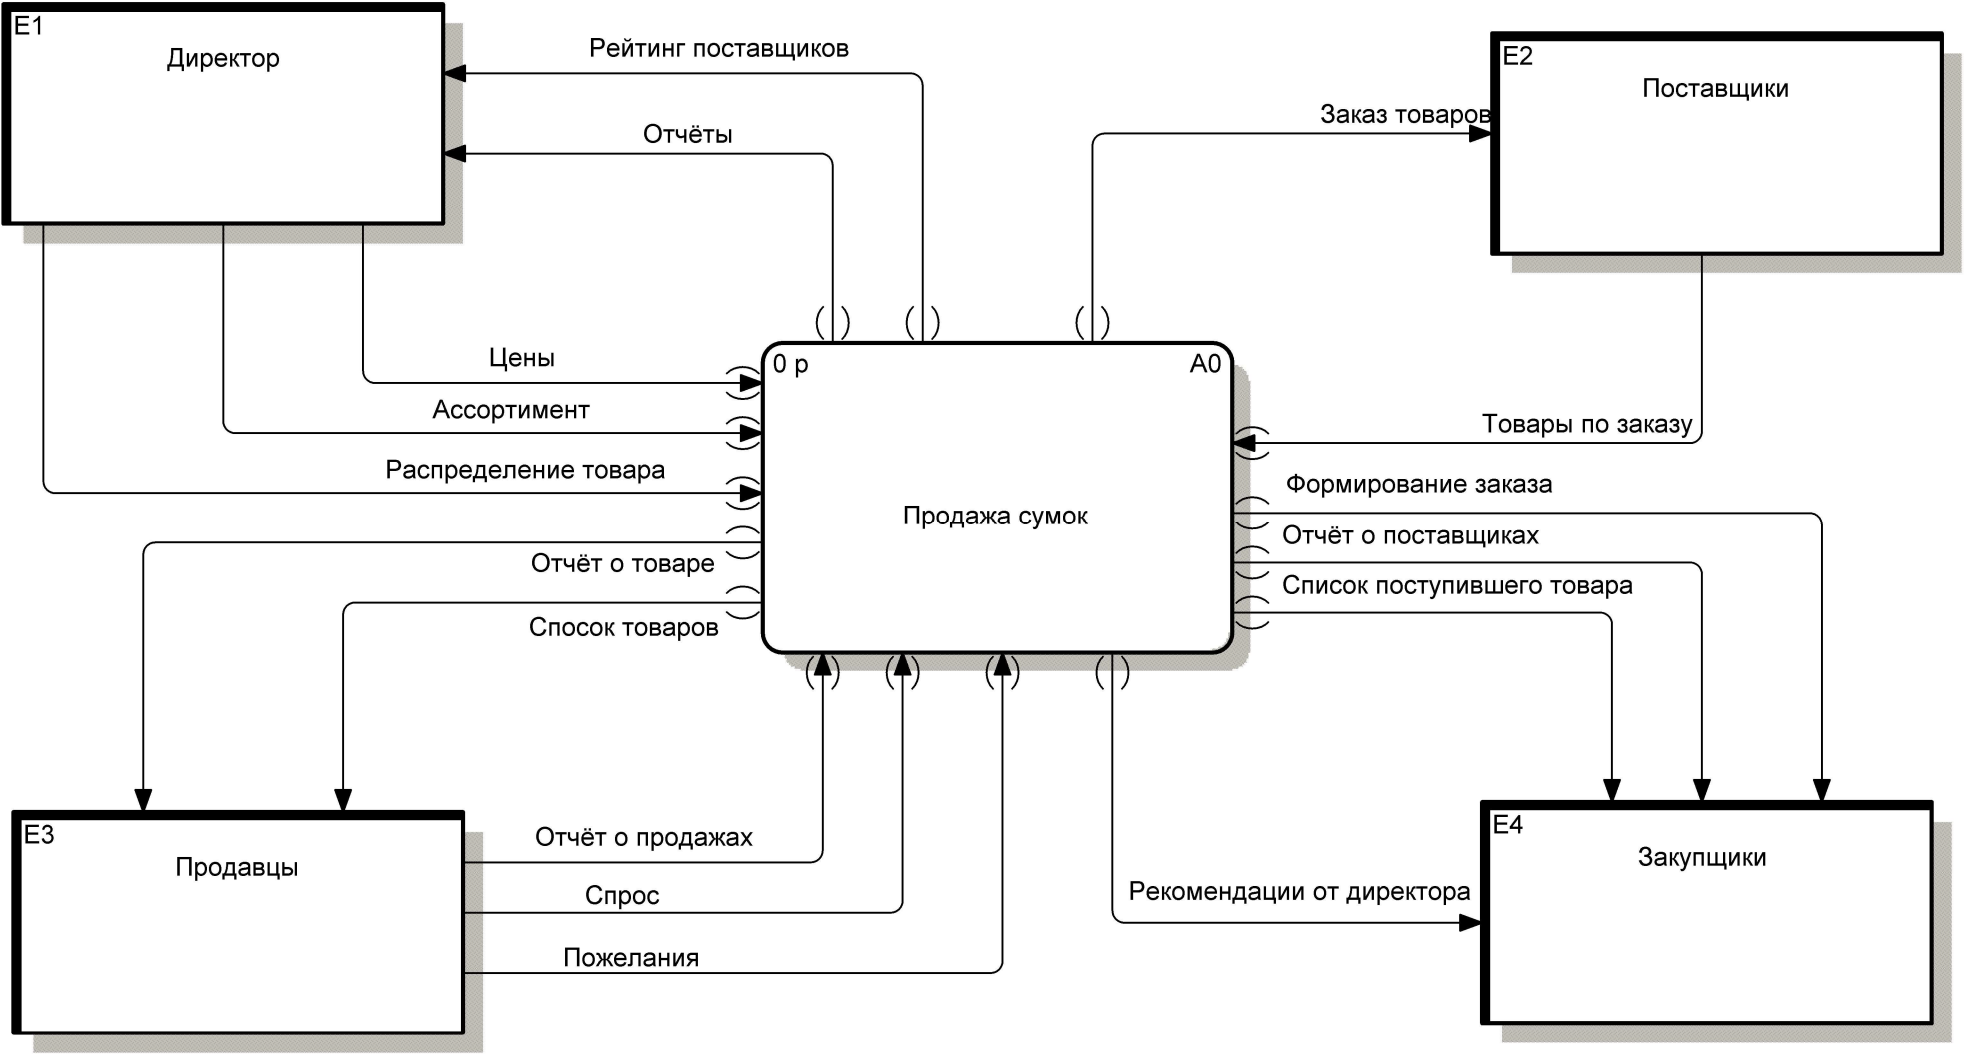 E1
Директор
Рейтинг поставщиков
Отчёты
E2
Поставщики
Заказ товаров
Цены
Ассортимент
Распределение товара
Отчёт о товаре
Спосок товаров
0 р
A0
Продажа сумок
Товары по заказу
Формирование заказа
Отчёт о поставщиках
Список поступившего товара
E3
Продавцы
Отчёт о продажах
Спрос
Пожелания
Рекомендации от директора
E4
Закупщики